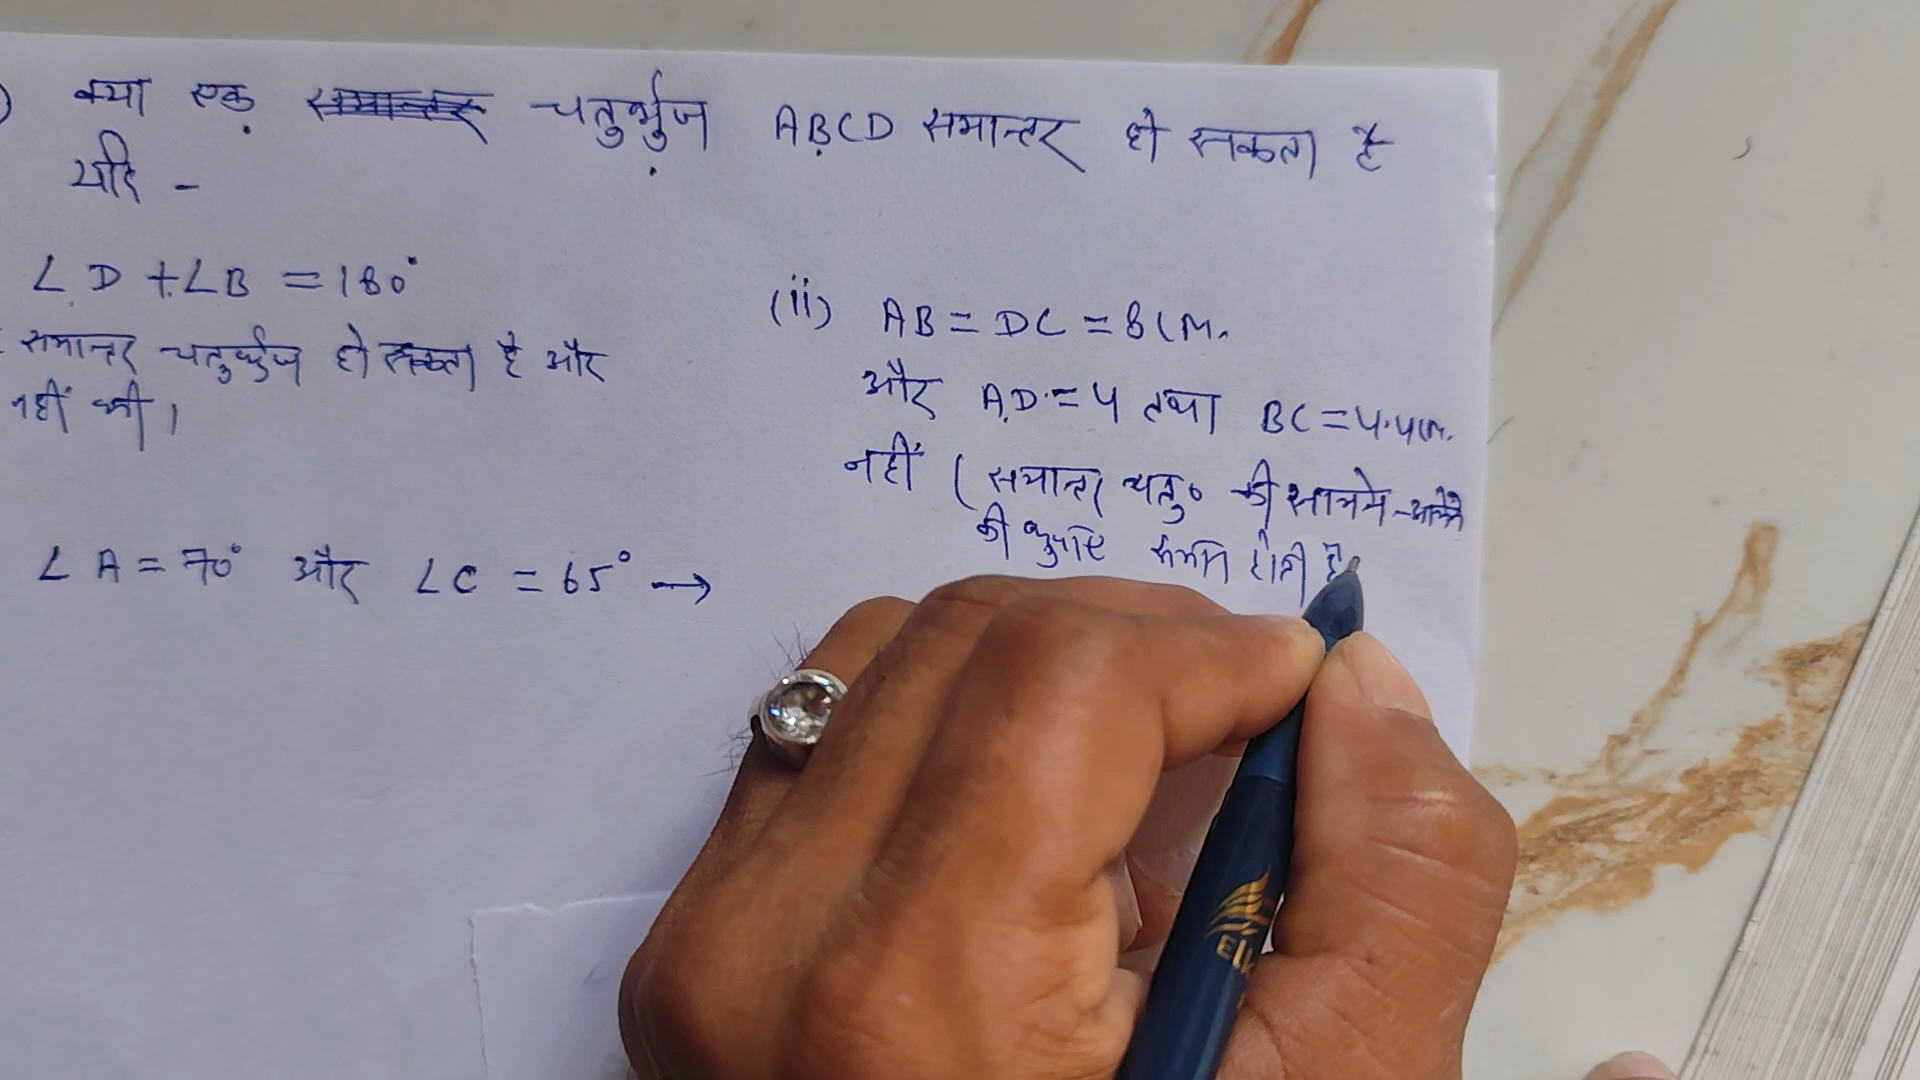 ) क्या एक चतुर्भुज ABCD समान्तर हो सकता है
यदि -
∠D + ∠B = 180°
समान्तर चतुर्भुज हो सकता है और
नहीं भी।
(ii) AB = DC = 8 CM.
और AD = 4 तथा BC = 4.4 cm.
नहीं ( समान्तर चतु० की सामने-आमने
की भुजाएं समान होती है
∠A = 70° और ∠C = 65° →